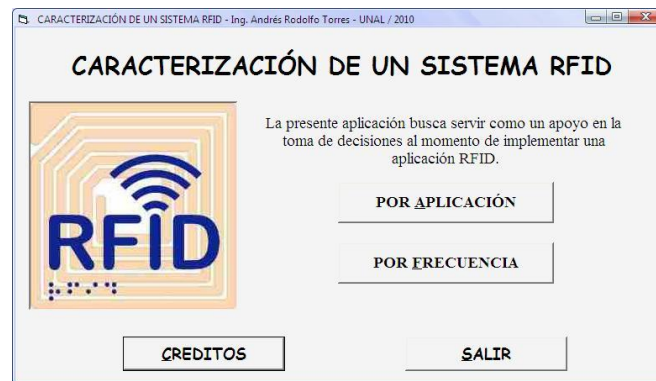 CARACTERIZACIÓN DE UN SISTEMA RFID - Ing. Andrés Rodolfo Torres - UNAL / 2010
CARACTERIZACIÓN DE UN SISTEMA RFID
RFID
La presente aplicación busca servir como un apoyo en la
toma de decisiones al momento de implementar una
aplicación RFID.
POR APLICACIÓN
POR FRECUENCIA
CREDITOS
SALIR